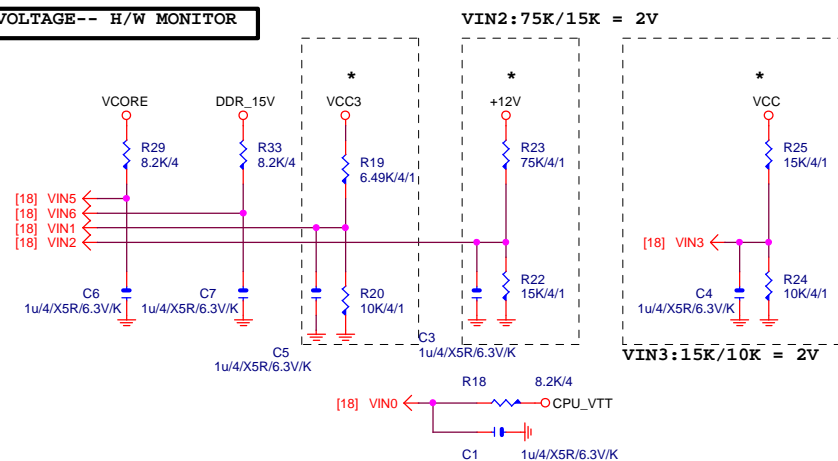 VOLTAGE-- H/W MONITOR
VIN2:75K/15K = 2V
*
*
*
VCORE
DDR_15V
VCC3
+12V
VCC
R29
8.2K/4
R33
8.2K/4
R19
6.49K/4/1
R23
75K/4/1
R25
15K/4/1
[18] VIN5
[18] VIN6
[18] VIN1
[18] VIN2
[18] VIN3
C6
1u/4/X5R/6.3V/K
C7
1u/4/X5R/6.3V/K
R20
10K/4/1
R22
15K/4/1
C4
1u/4/X5R/6.3V/K
R24
10K/4/1
C5
1u/4/X5R/6.3V/K
C3
1u/4/X5R/6.3V/K
VIN3:15K/10K = 2V
R18
8.2K/4
[18] VIN0
CPU_VTT
C1
1u/4/X5R/6.3V/K